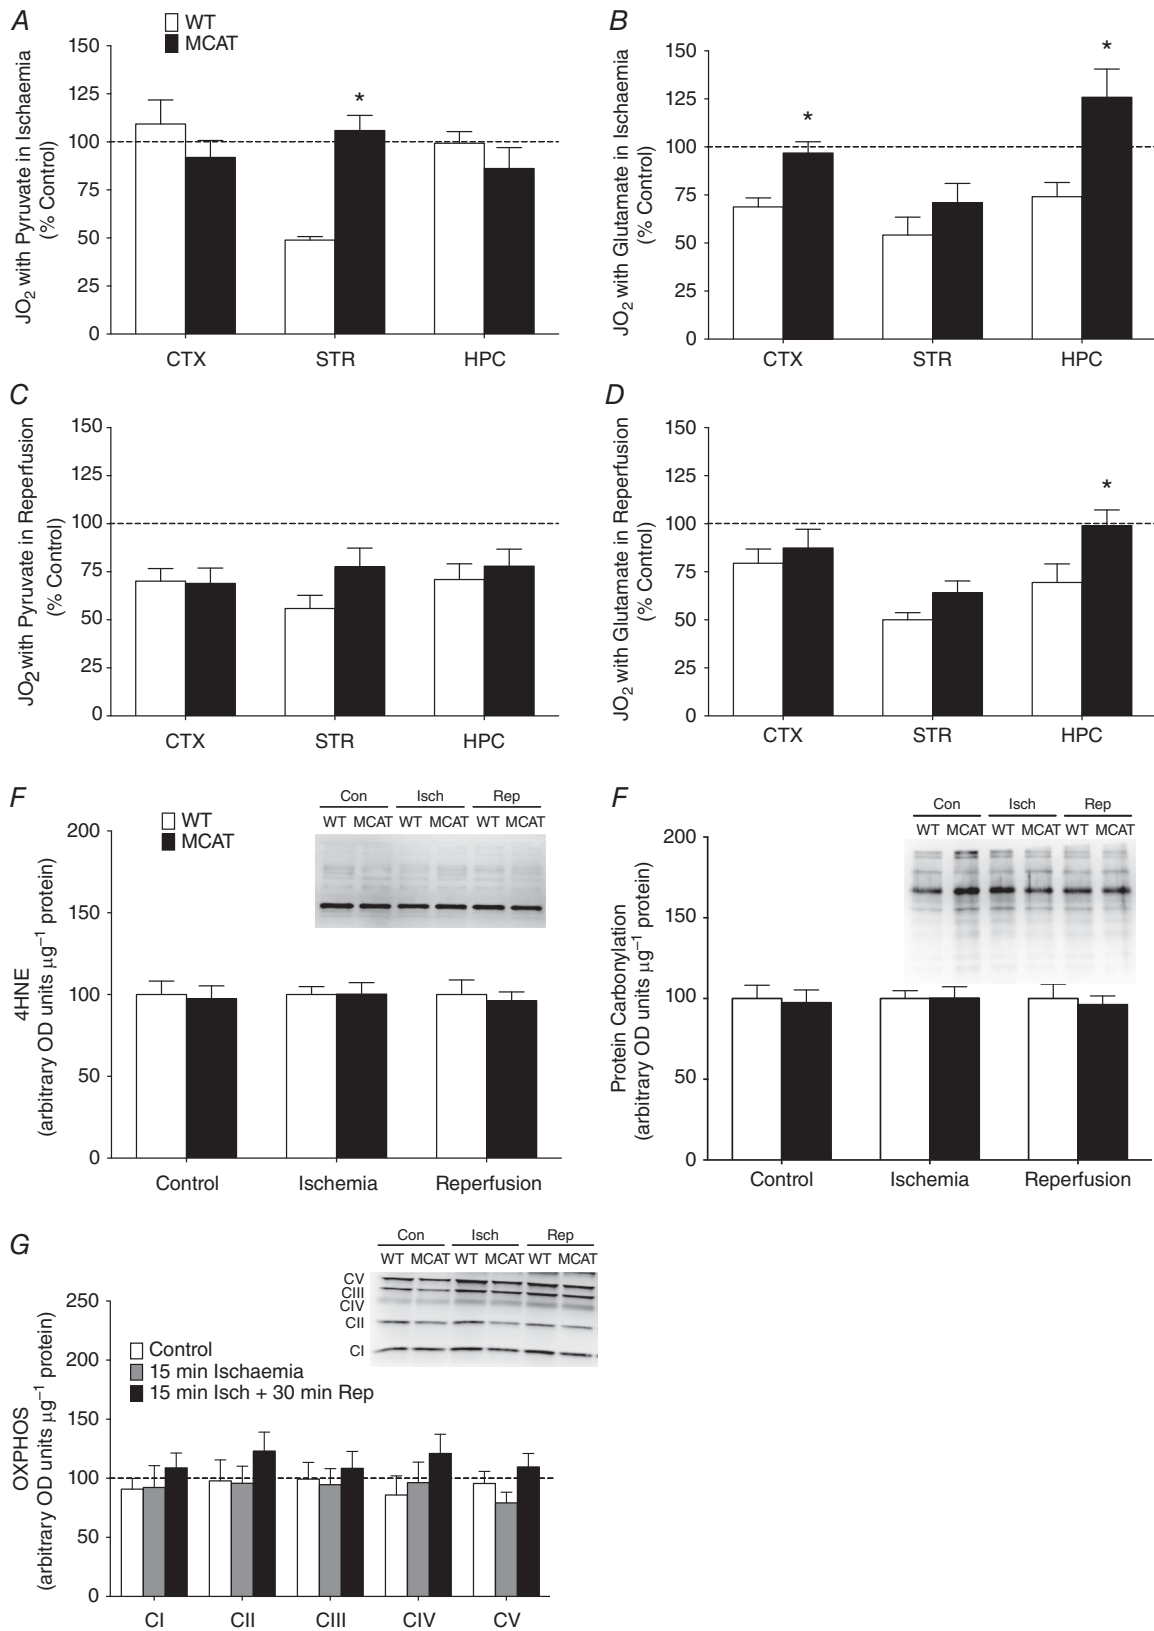 A
WT
MCAT
JO2 with Pyruvate in Ischaemia
(% Control)
150
125
100
75
50
25
0
*
CTX STR HPC
B
JO2 with Glutamate in Ischaemia
(% Control)
150
125
100
75
50
25
0
*
*
CTX STR HPC
C
JO2 with Pyruvate in Reperfusion
(% Control)
150
125
100
75
50
25
0
CTX STR HPC
D
JO2 with Glutamate in Reperfusion
(% Control)
150
125
100
75
50
25
0
*
CTX STR HPC
F
WT
MCAT
4HNE
(arbitrary OD units µg−1 protein)
200
150
100
50
0
Con Isch Rep
WT MCAT WT MCAT WT MCAT
Control Ischemia Reperfusion
F
Protein Carbonylation
(arbitrary OD units µg−1 protein)
200
150
100
50
0
Con Isch Rep
WT MCAT WT MCAT WT MCAT
Control Ischemia Reperfusion
G
OXPHOS
(arbitrary OD units µg−1 protein)
250
200
150
100
50
0
Control
15 min Ischaemia
15 min Isch + 30 min Rep
Con Isch Rep
WT MCAT WT MCAT WT MCAT
CV
CIII
CIV
CII
CI
CI CII CIII CIV CV